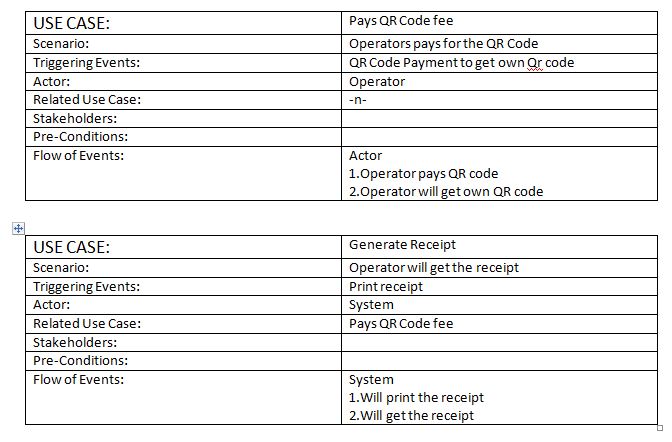 USE CASE: Pays QR Code fee
Scenario: Operators pays for the QR Code
Triggering Events: QR Code Payment to get own Qr code
Actor: Operator
Related Use Case: -n-
Stakeholders:
Pre-Conditions:
Flow of Events: Actor
1.Operator pays QR code
2.Operator will get own QR code
USE CASE: Generate Receipt
Scenario: Operator will get the receipt
Triggering Events: Print receipt
Actor: System
Related Use Case: Pays QR Code fee
Stakeholders:
Pre-Conditions:
Flow of Events: System
1.Will print the receipt
2.Will get the receipt